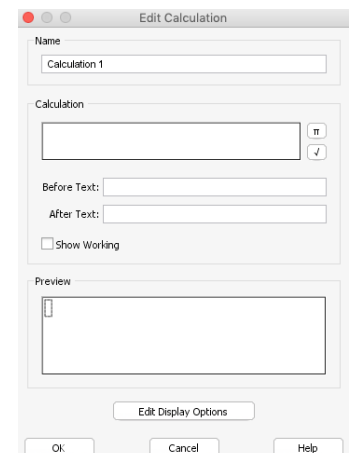 Edit Calculation
Name
Calculation 1
Calculation
π
√
Before Text:
After Text:
Show Working
Preview
Edit Display Options
OK Cancel Help